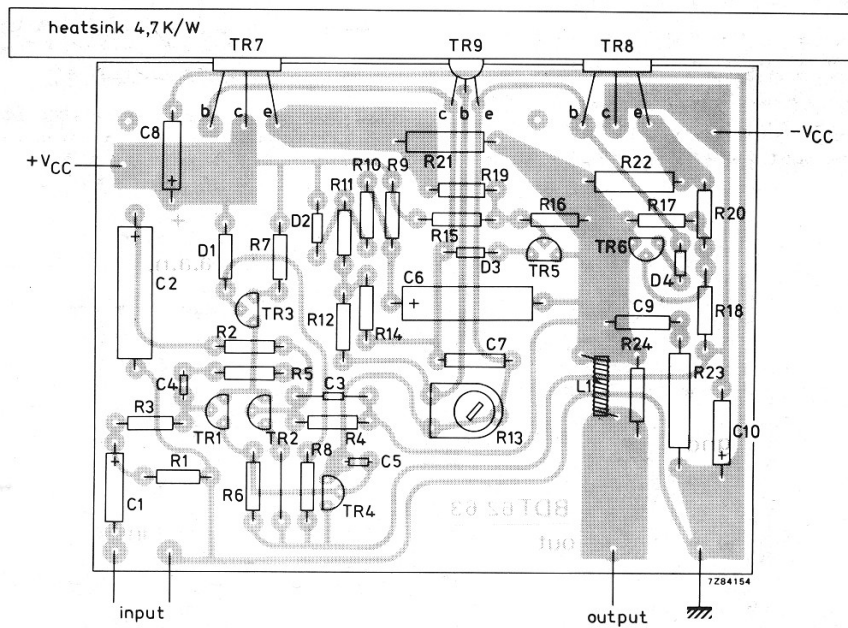 heatsink 4,7 K/W
TR7
TR9
TR8
b
c
e
c
b
e
b
c
e
C8
-VCC
+VCC
R21
R10
R9
R22
R11
R19
R16
R17
R20
D2
D1
R7
R15
TR6
D3
TR5
D4
C2
C6
TR3
R12
R14
C9
R18
R2
R24
C7
R23
R5
C4
C3
L1
R3
TR1
TR2
R4
R13
C10
R8
R1
C5
R6
C1
TR4
BDT62 63
out
gnd
7Z84154
input
output